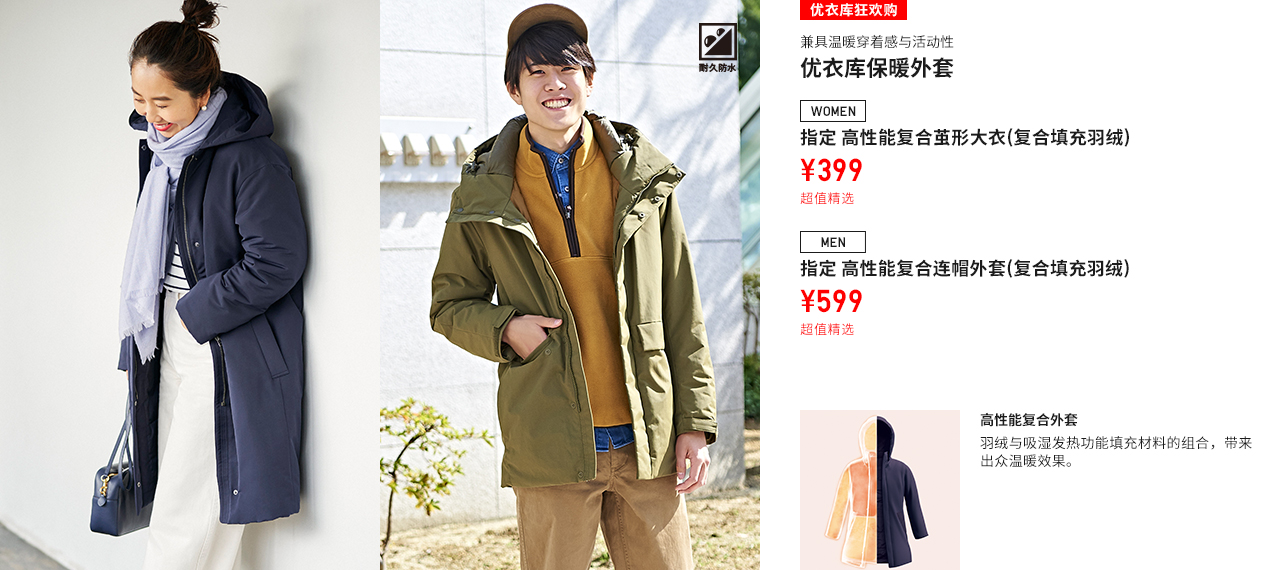 耐久防水
优衣库狂欢购
兼具温暖穿着感与活动性
优衣库保暖外套
WOMEN
指定 高性能复合茧形大衣(复合填充羽绒)
¥399
超值精选
MEN
指定 高性能复合连帽外套(复合填充羽绒)
¥599
超值精选
高性能复合外套
羽绒与吸湿发热功能填充材料的组合，带来
出众温暖效果。